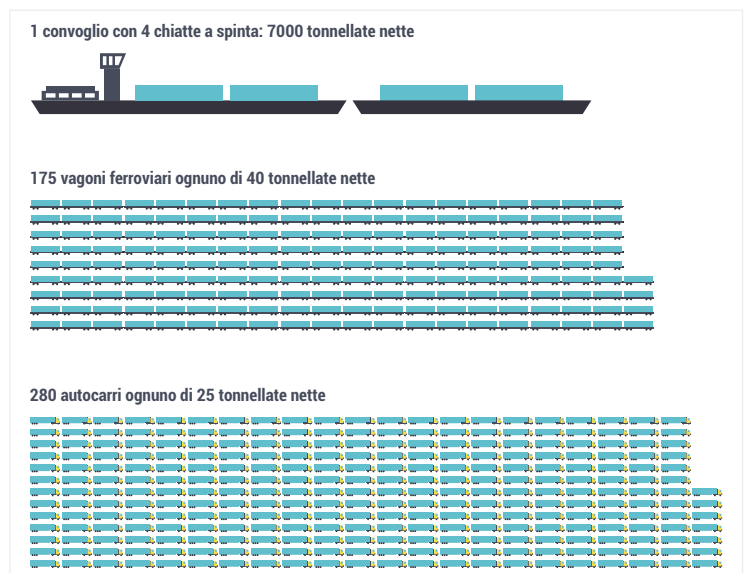 1 convoglio con 4 chiatte a spinta: 7000 tonnellate nette
175 vagoni ferroviari ognuno di 40 tonnellate nette
280 autocarri ognuno di 25 tonnellate nette